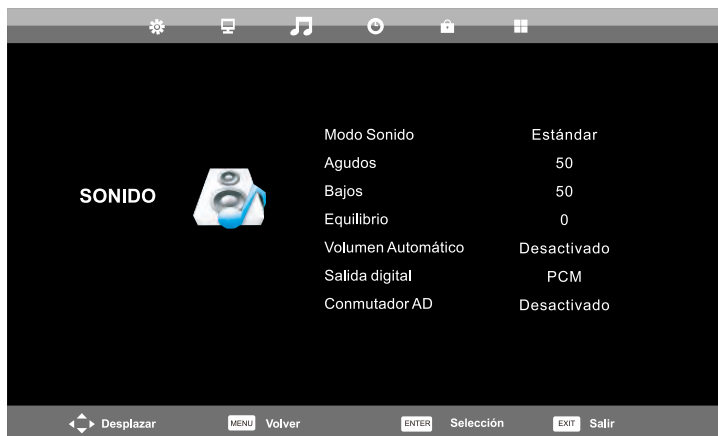 Modo Sonido Estándar
Agudos 50
SONIDO
Bajos 50
Equilibrio 0
Volumen Automático Desactivado
Salida digital PCM
Conmutador AD Desactivado
Desplazar MENU Volver ENTER Selección EXIT Salir